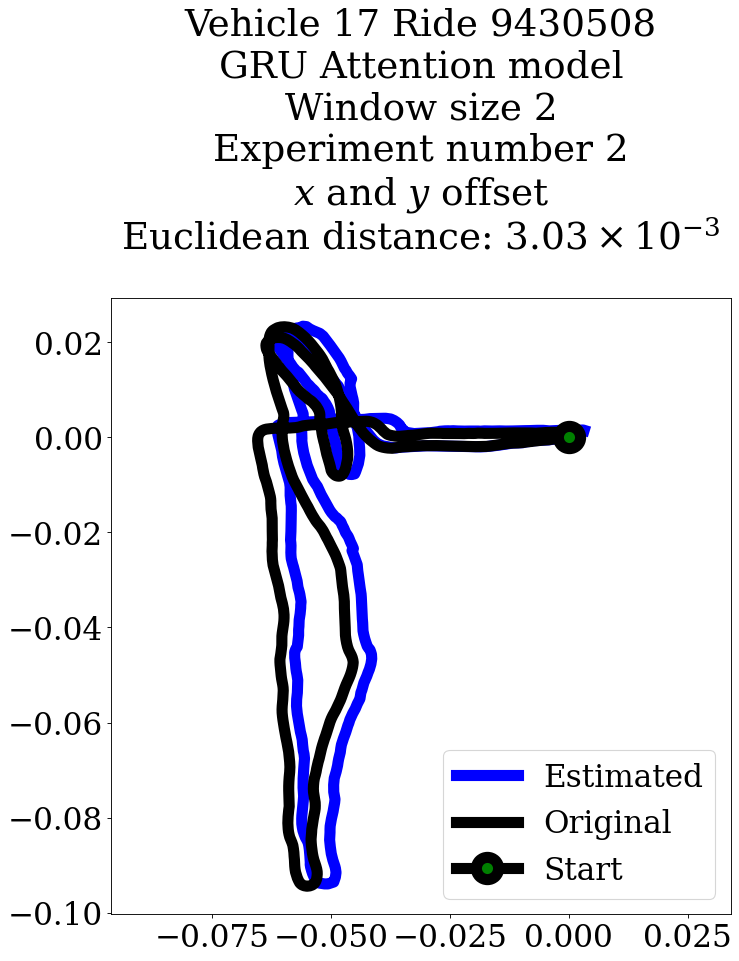 Vehicle 17 Ride 9430508
GRU Attention model
Window size 2
Experiment number 2
x and y offset
Euclidean distance: 3.03 × 10⁻³
0.02
0.00
−0.02
−0.04
−0.06
−0.08
−0.10
Estimated
Original
Start
−0.075 −0.050 −0.025 0.000 0.025